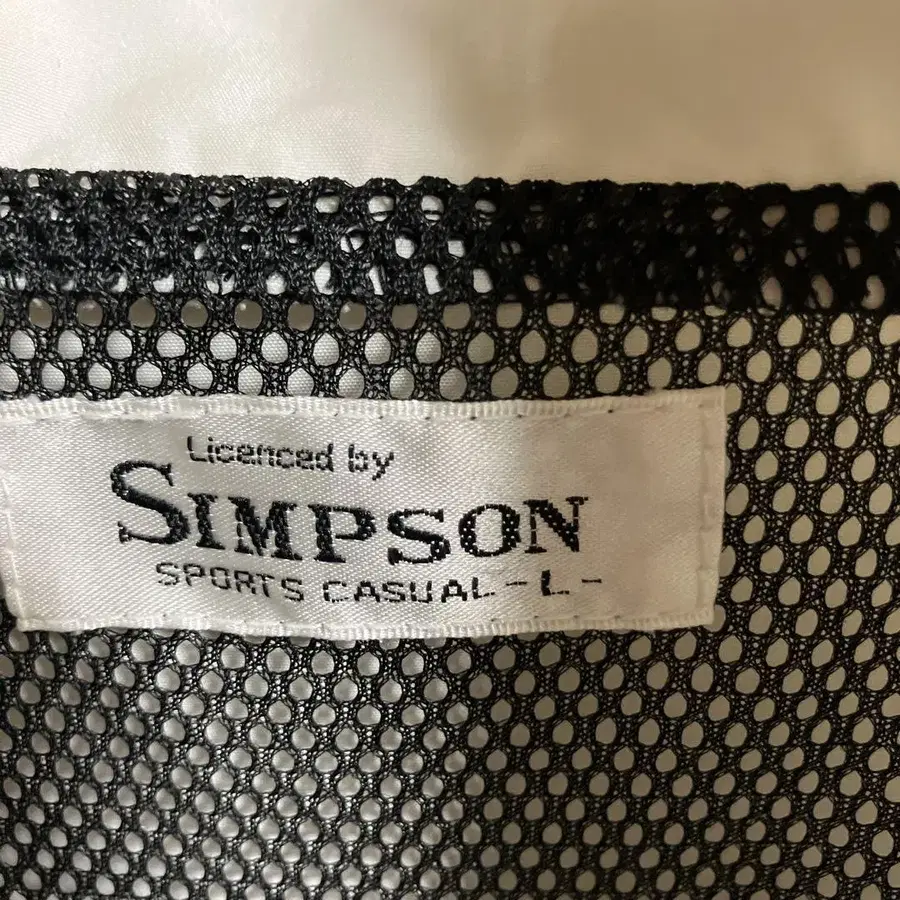 Licenced by
SIMPSON
SPORTS CASUAL -L-